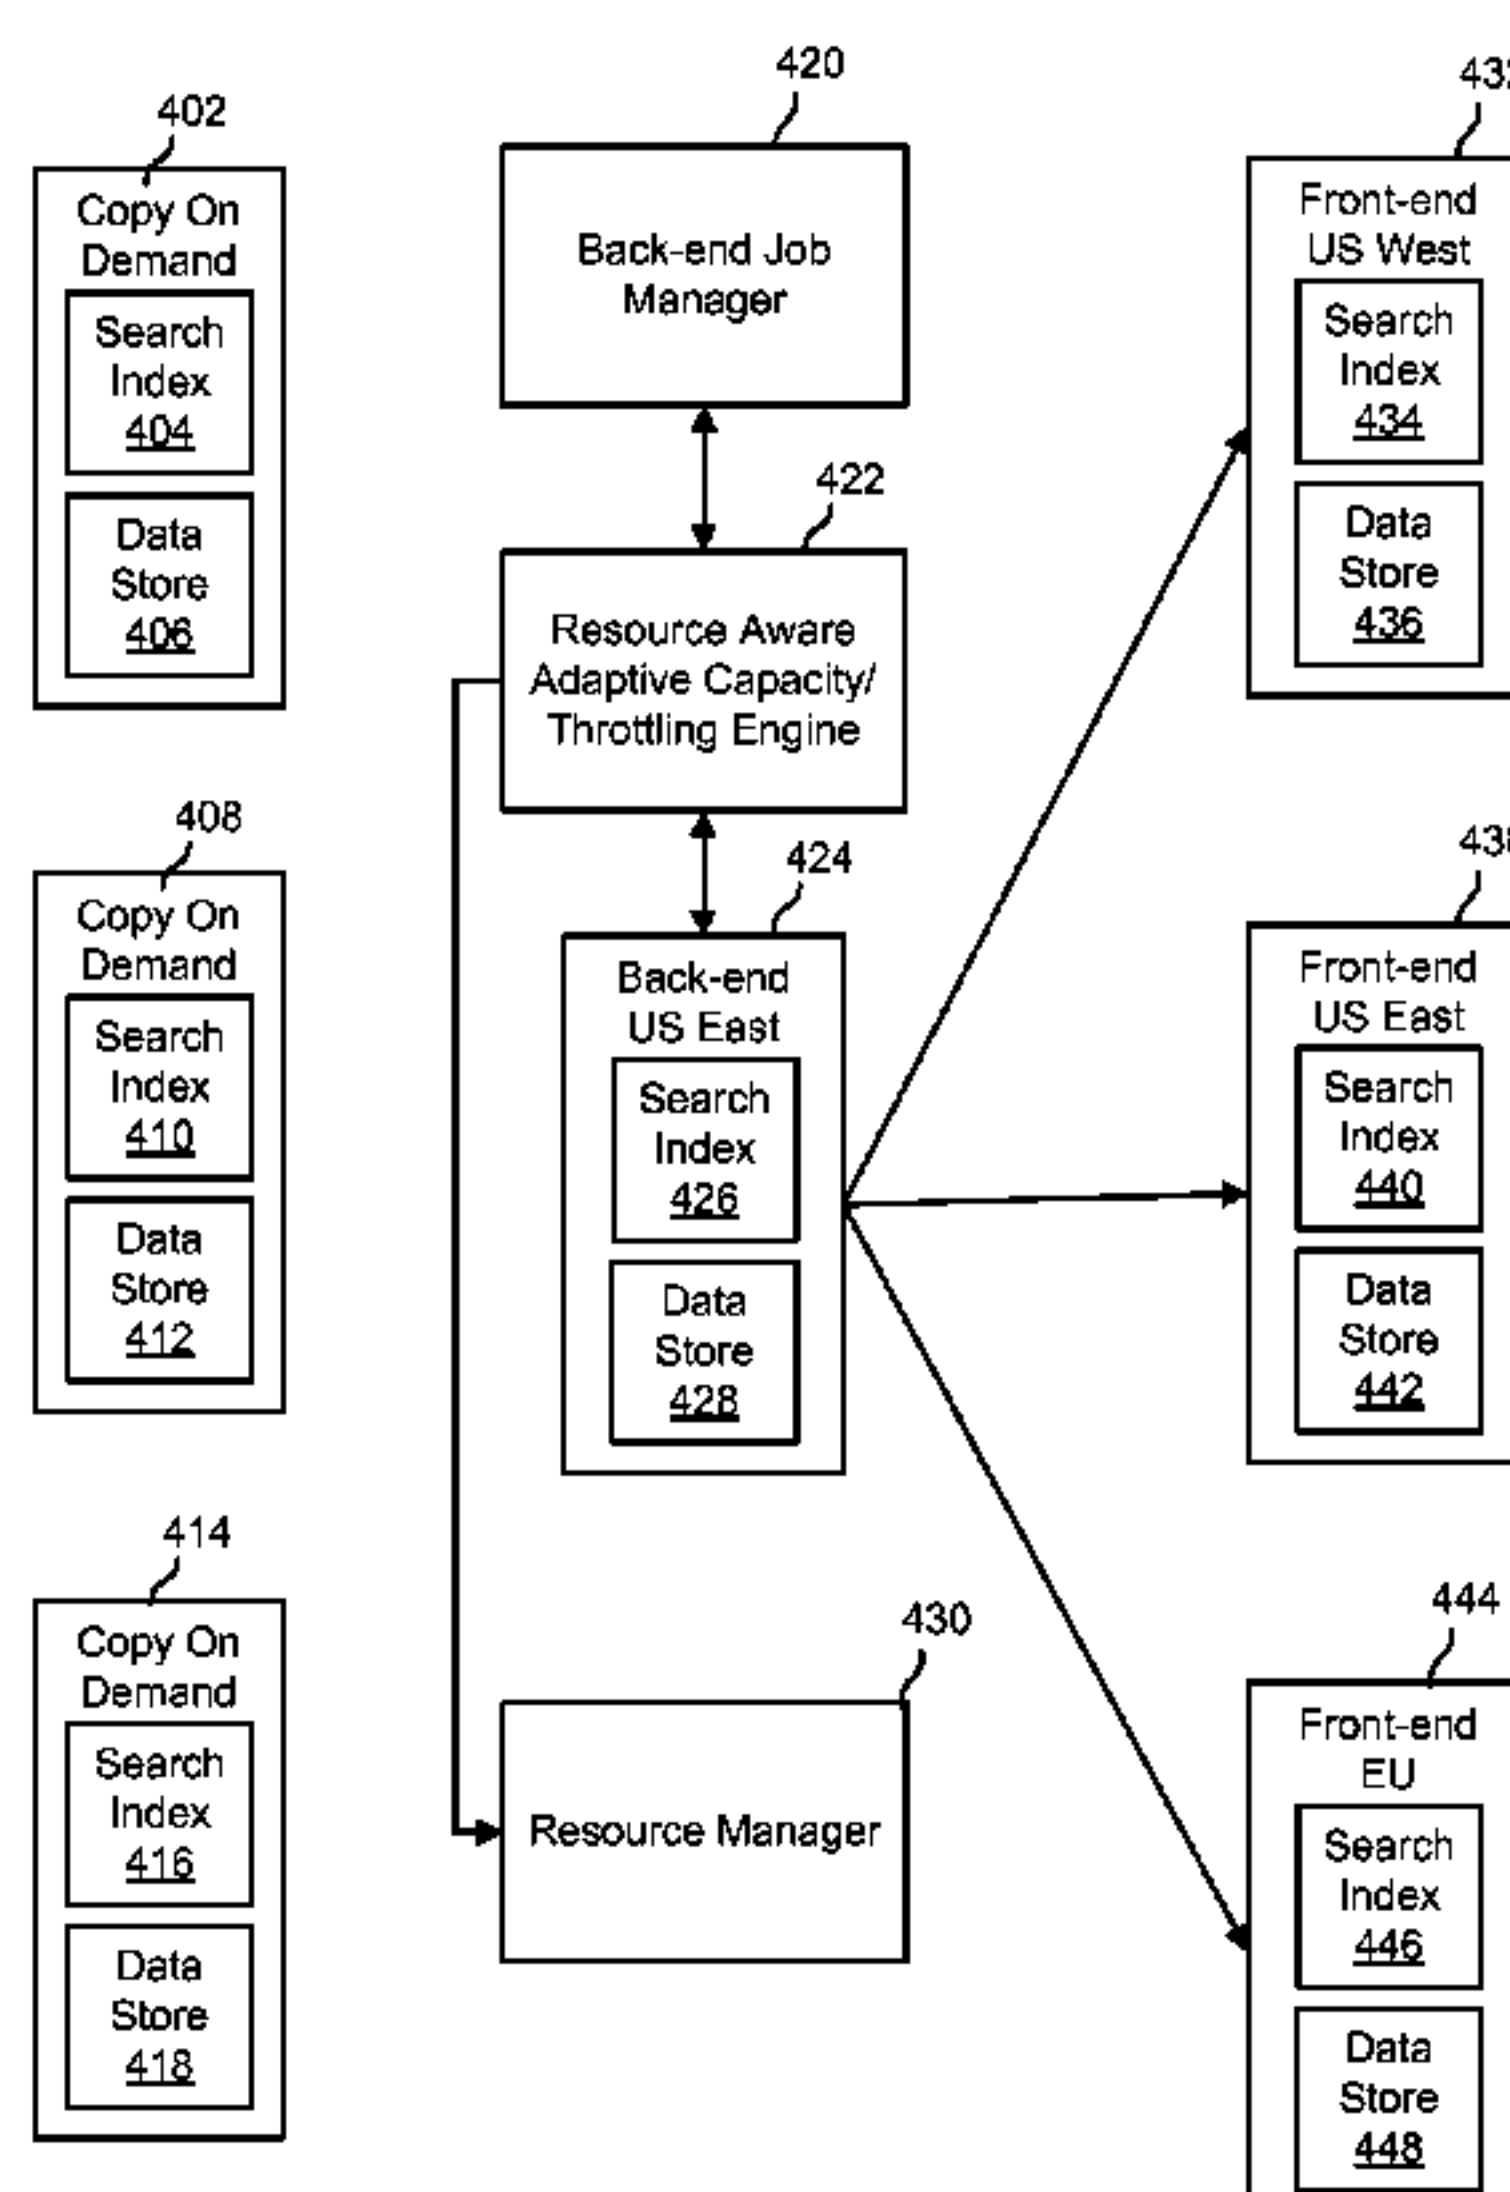 402
Copy On
Demand
Search
Index
404
Data
Store
406
408
Copy On
Demand
Search
Index
410
Data
Store
412
414
Copy On
Demand
Search
Index
416
Data
Store
418
420
Back-end Job
Manager
422
Resource Aware
Adaptive Capacity/
Throttling Engine
424
Back-end
US East
Search
Index
426
Data
Store
428
430
Resource Manager
Front-end
US West
Search
Index
434
Data
Store
436
Front-end
US East
Search
Index
440
Data
Store
442
444
Front-end
EU
Search
Index
446
Data
Store
448